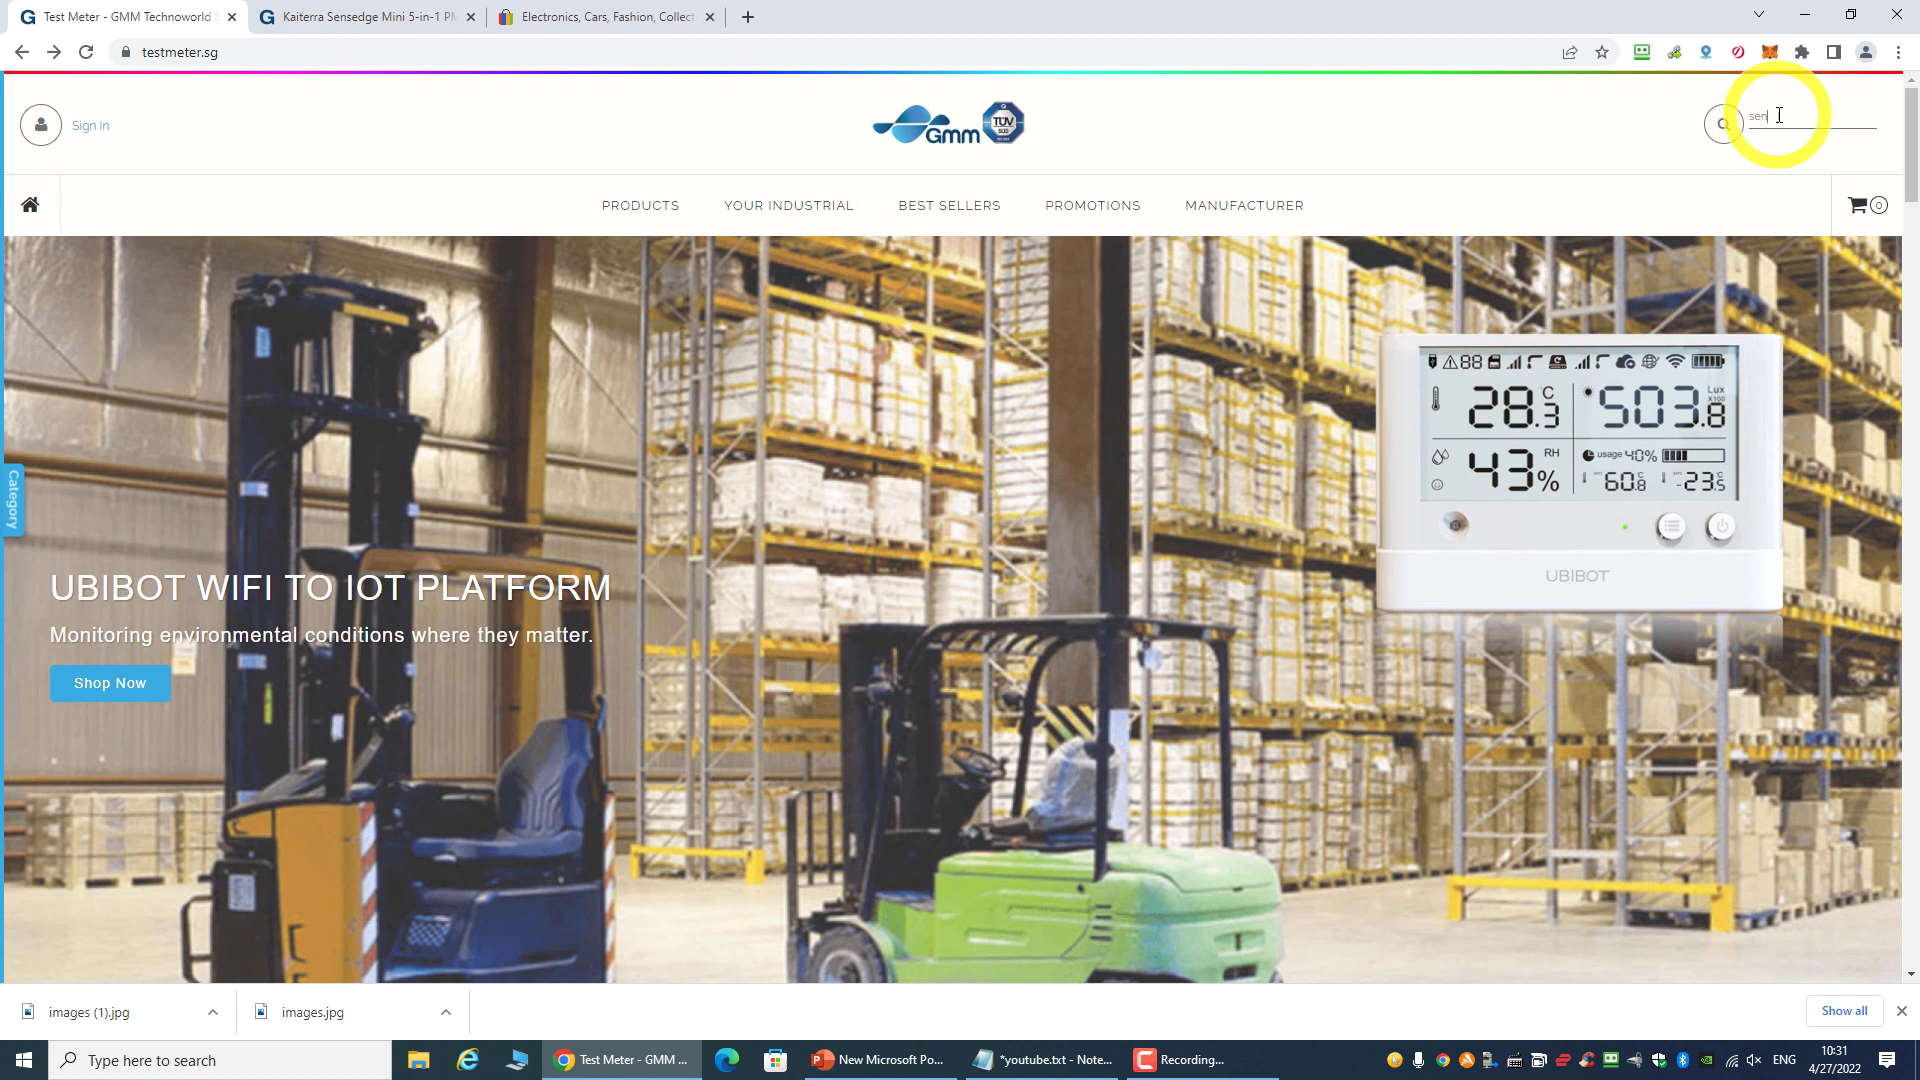 Test Meter - GMM Technoworld S
Kaiterra Sensedge Mini 5-in-1 PM
Electronics, Cars, Fashion, Collect
testmeter.sg
Sign In
Gmm
TÜV
SUD
sen
PRODUCTS
YOUR INDUSTRIAL
BEST SELLERS
PROMOTIONS
MANUFACTURER
0
Category
88
28.3 °C
503.8 Lux X100
43% RH
usage 40%
60.8 °C
-23.5 °C
UBIBOT
UBIBOT WIFI TO IOT PLATFORM
Monitoring environmental conditions where they matter.
Shop Now
images (1).jpg
images.jpg
Show all
Type here to search
Test Meter - GMM ...
New Microsoft Po...
*youtube.txt - Note...
Recording...
ENG
10:31
4/27/2022